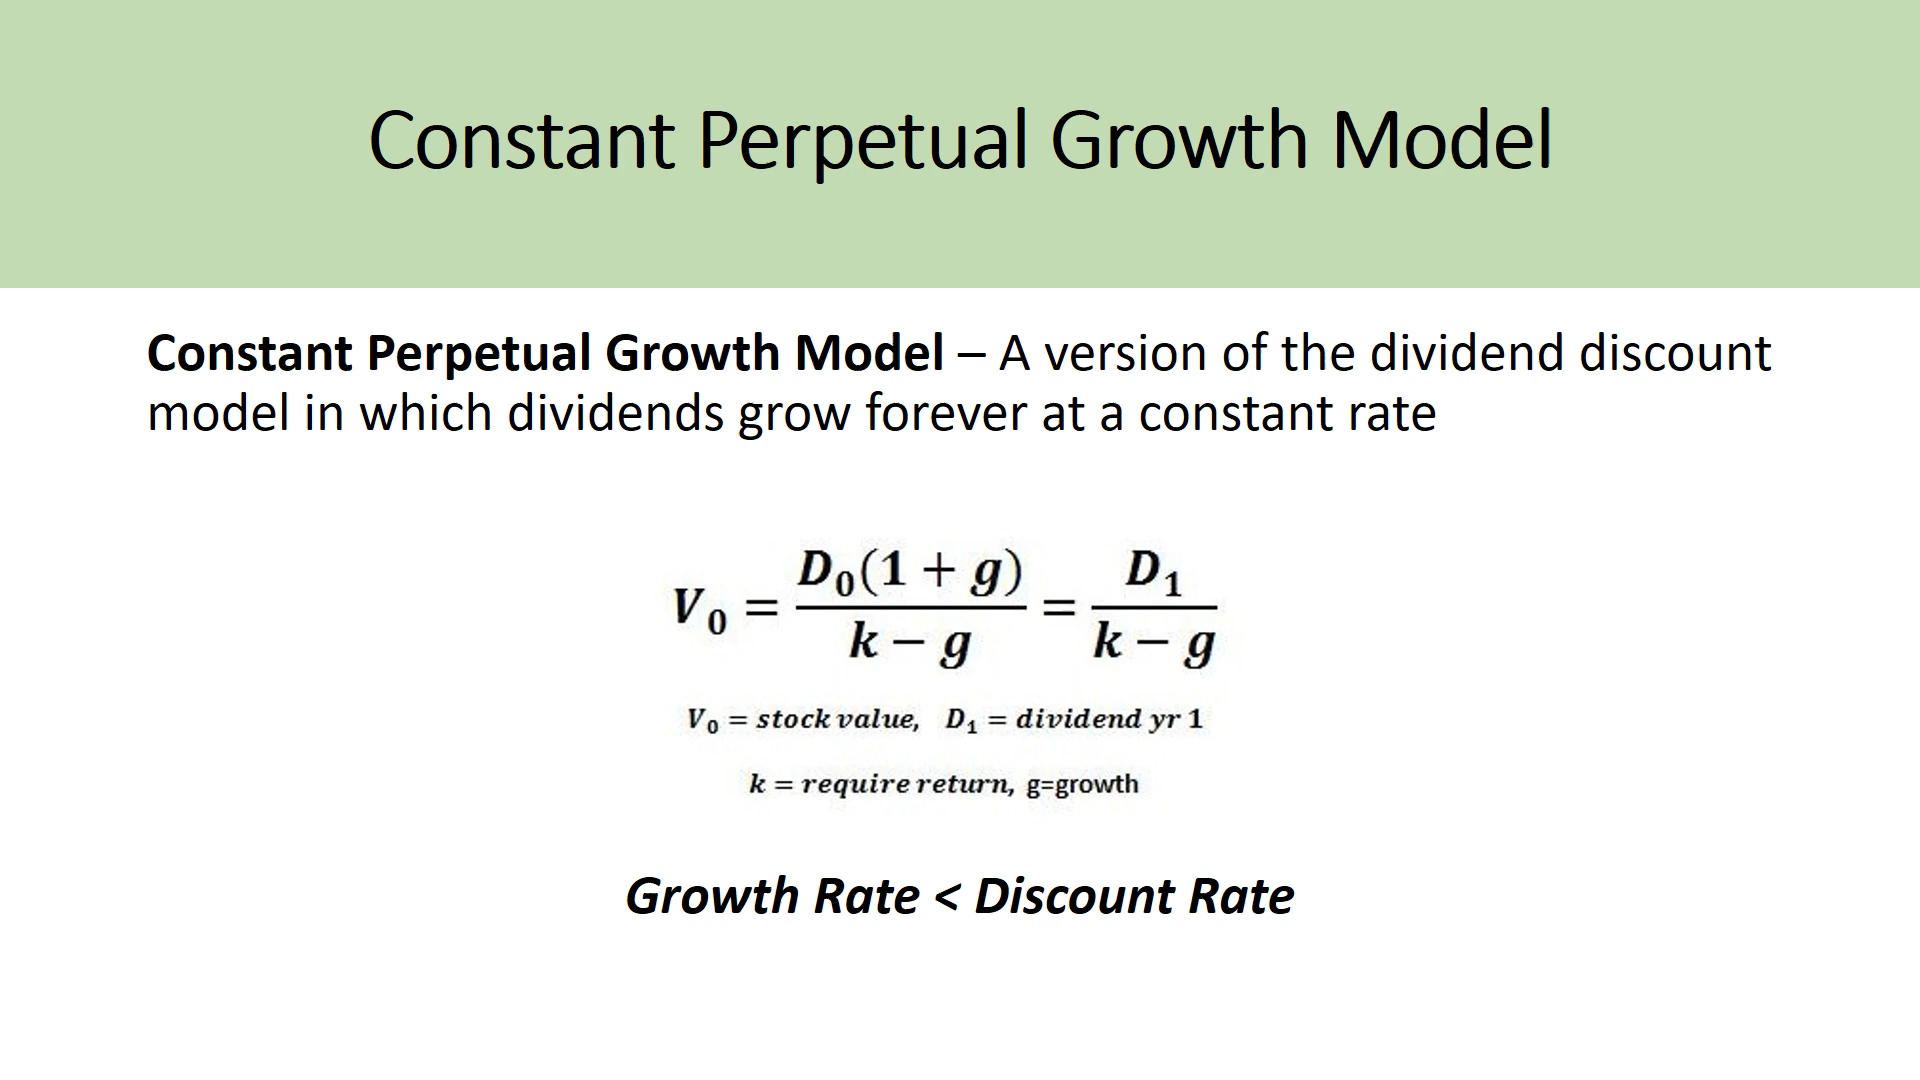 Constant Perpetual Growth Model
Constant Perpetual Growth Model – A version of the dividend discount
model in which dividends grow forever at a constant rate
V₀ = D₀(1 + g) / k − g = D₁ / k − g
V₀ = stock value, D₁ = dividend yr 1
k = require return, g=growth
Growth Rate < Discount Rate